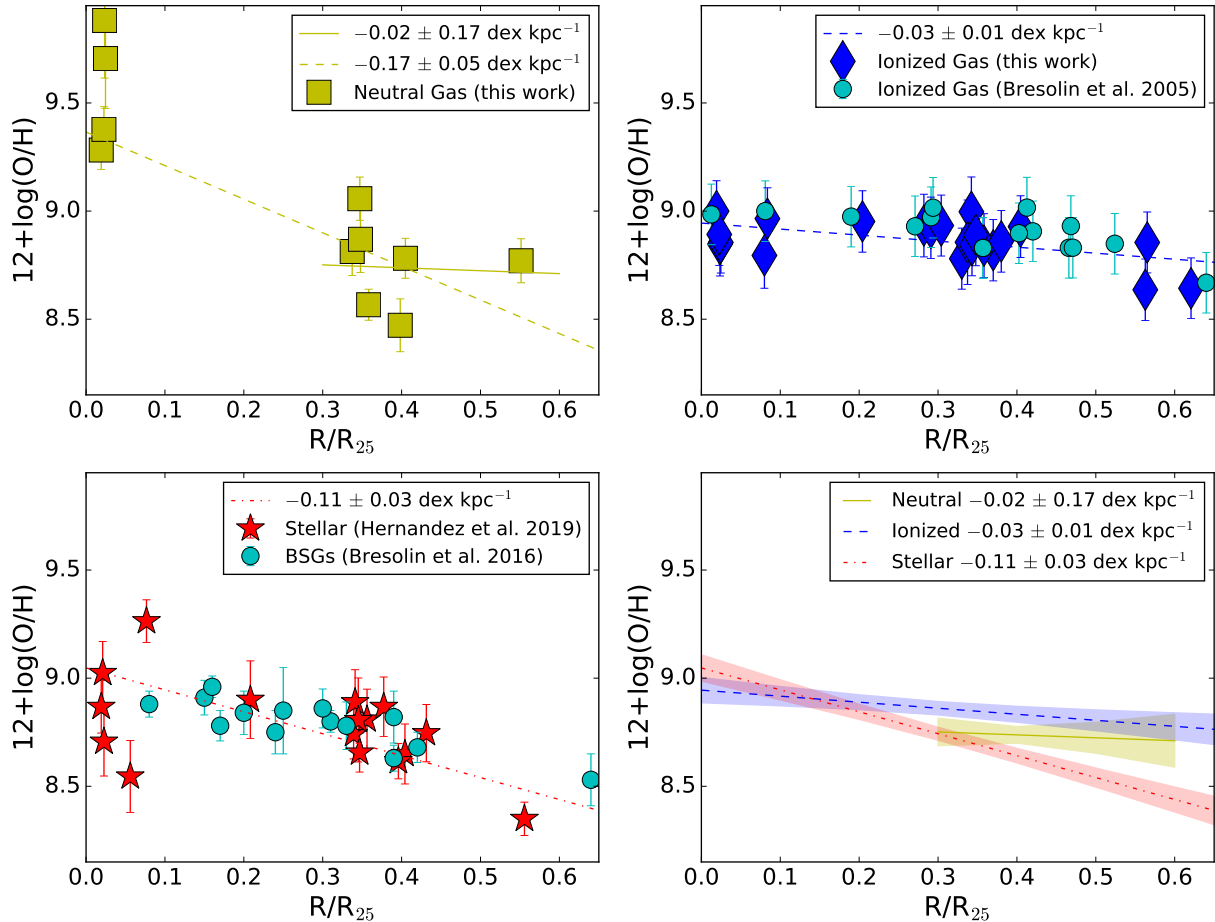 −0.02 ± 0.17 dex kpc⁻¹
−0.17 ± 0.05 dex kpc⁻¹
Neutral Gas (this work)
12+log(O/H)
9.5
9.0
8.5
0.0 0.1 0.2 0.3 0.4 0.5 0.6
R/R₂₅
−0.03 ± 0.01 dex kpc⁻¹
Ionized Gas (this work)
Ionized Gas (Bresolin et al. 2005)
12+log(O/H)
9.5
9.0
8.5
0.0 0.1 0.2 0.3 0.4 0.5 0.6
R/R₂₅
−0.11 ± 0.03 dex kpc⁻¹
Stellar (Hernandez et al. 2019)
BSGs (Bresolin et al. 2016)
12+log(O/H)
9.5
9.0
8.5
0.0 0.1 0.2 0.3 0.4 0.5 0.6
R/R₂₅
Neutral −0.02 ± 0.17 dex kpc⁻¹
Ionized −0.03 ± 0.01 dex kpc⁻¹
Stellar −0.11 ± 0.03 dex kpc⁻¹
12+log(O/H)
9.5
9.0
8.5
0.0 0.1 0.2 0.3 0.4 0.5 0.6
R/R₂₅